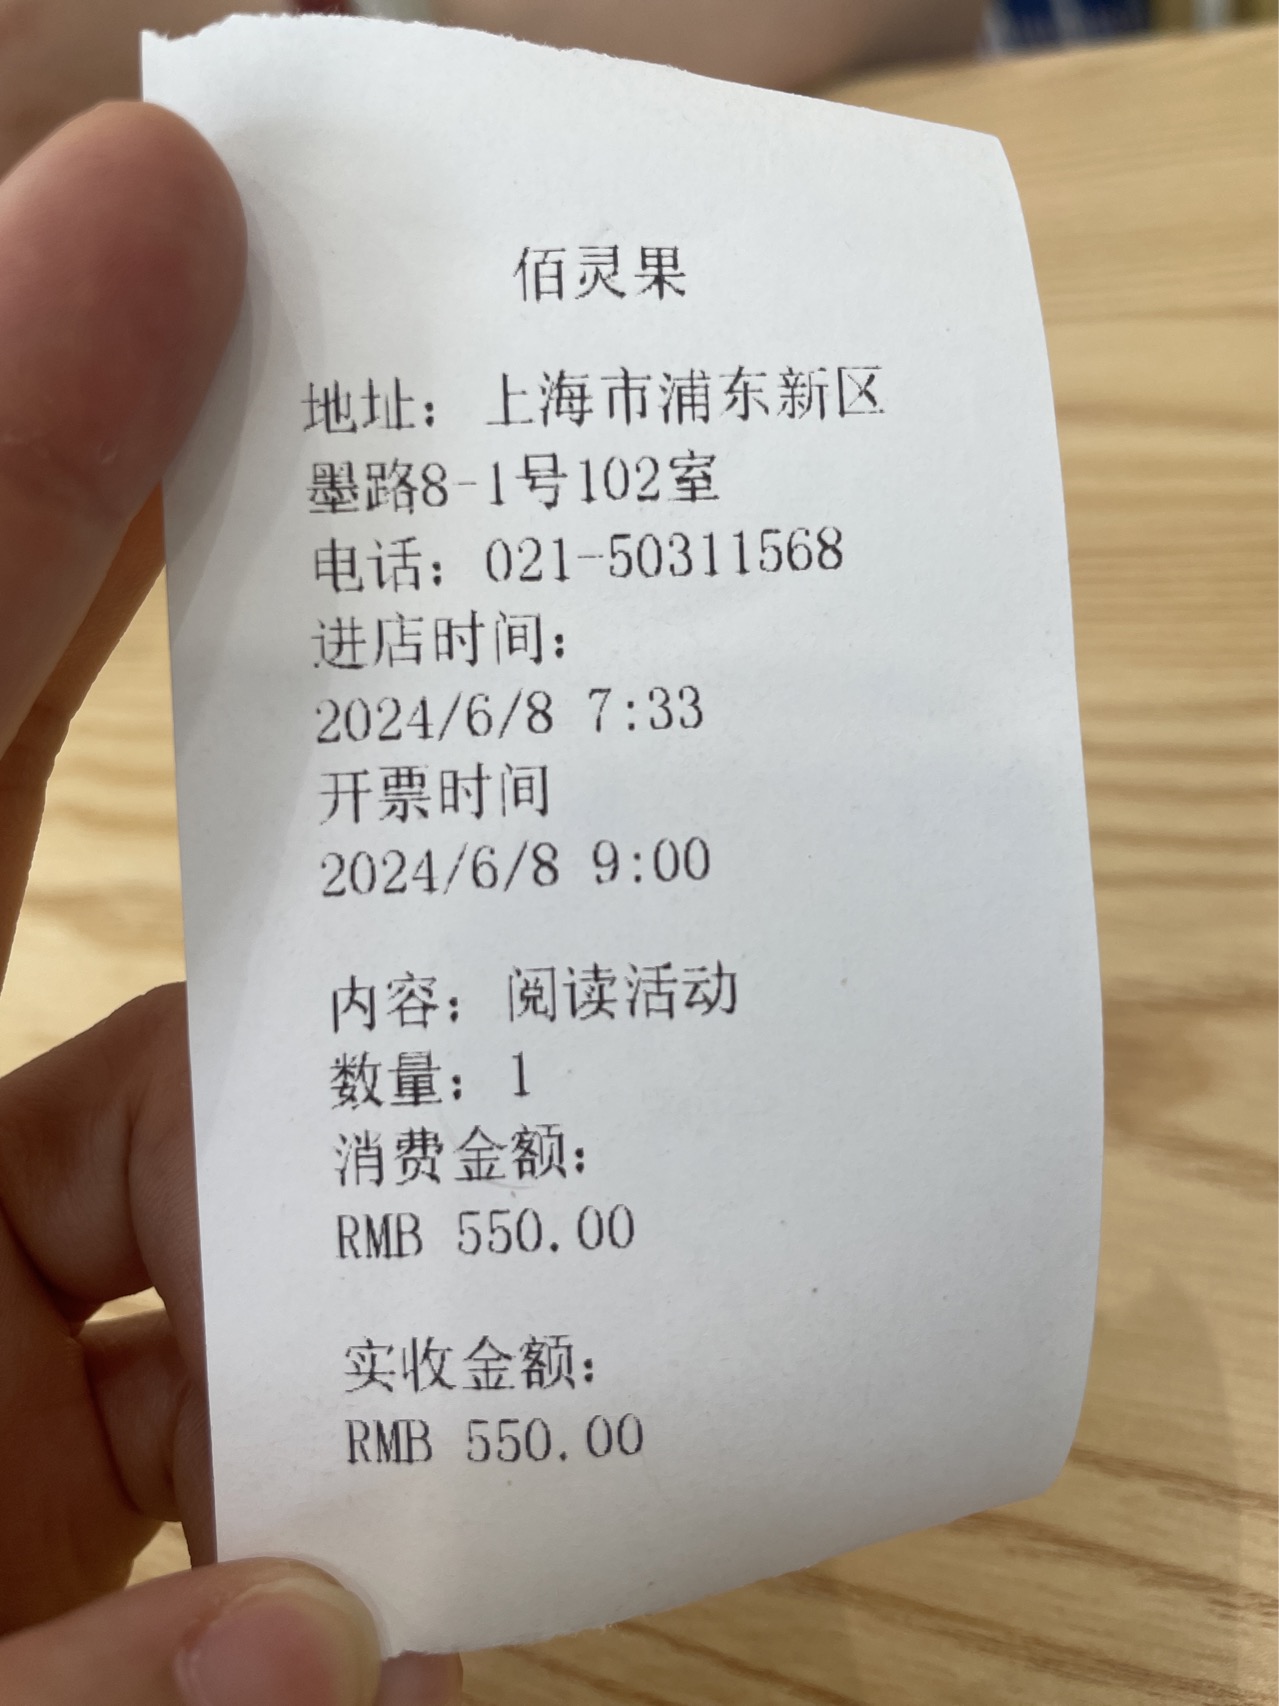 佰灵果
地址：上海市浦东新区
墨路8-1号102室
电话：021-50311568
进店时间：
2024/6/8 7:33
开票时间
2024/6/8 9:00
内容：阅读活动
数量：1
消费金额：
RMB 550.00
实收金额：
RMB 550.00